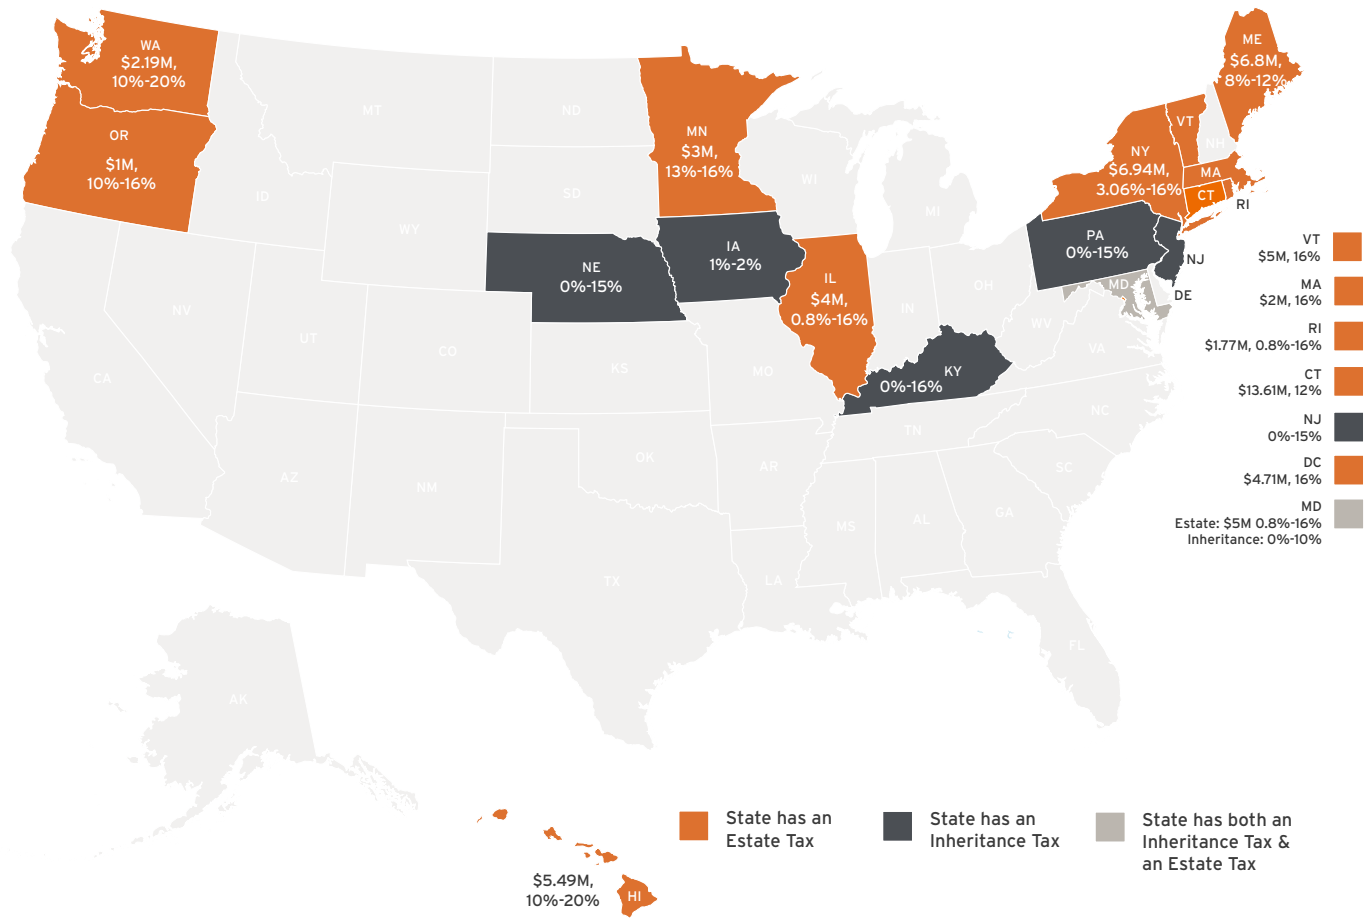 WA
$2.19M,
10%-20%
OR
$1M,
10%-16%
MT
ID
WY
NV
UT
CO
CA
AZ
NM
ND
SD
NE
0%-15%
KS
OK
TX
MN
$3M,
13%-16%
IA
1%-2%
MO
AR
LA
WI
IL
$4M,
0.8%-16%
MI
IN
OH
KY
0%-16%
TN
MS
AL
GA
FL
SC
NC
VA
WV
PA
0%-15%
MD
DE
NJ
NY
$6.94M,
3.06%-16%
VT
NH
MA
CT
RI
ME
$6.8M,
8%-12%
VT
$5M, 16%
MA
$2M, 16%
RI
$1.77M, 0.8%-16%
CT
$13.61M, 12%
NJ
0%-15%
DC
$4.71M, 16%
MD
Estate: $5M 0.8%-16%
Inheritance: 0%-10%
AK
$5.49M,
10%-20%
HI
State has an
Estate Tax
State has an
Inheritance Tax
State has both an
Inheritance Tax &
an Estate Tax